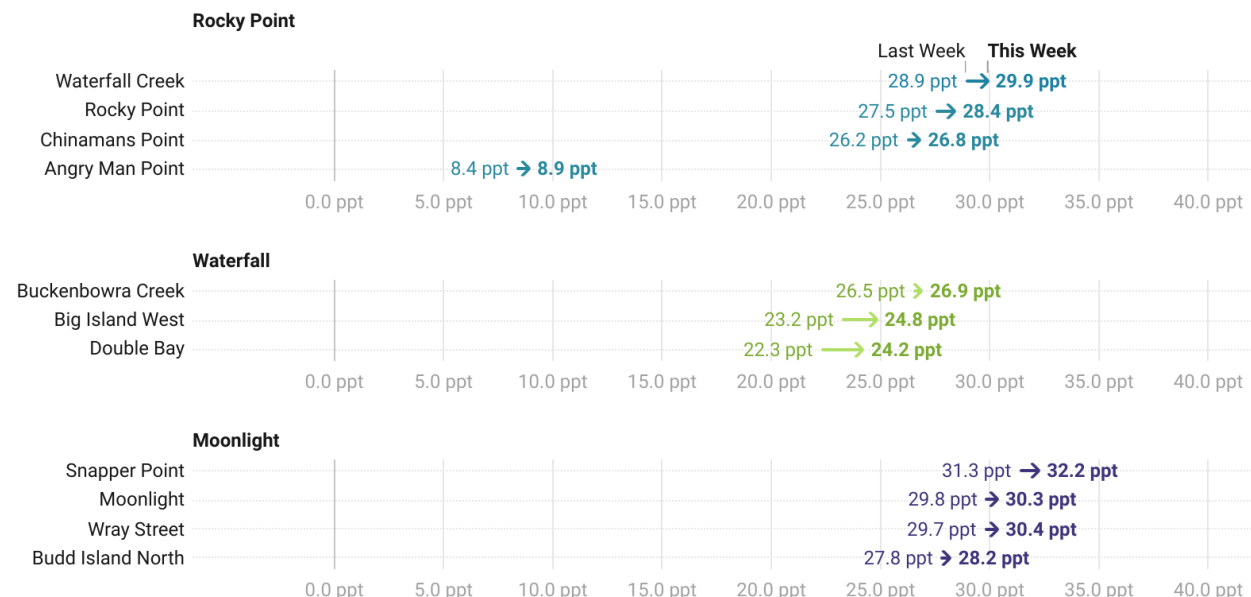 Rocky Point
Last Week This Week
Waterfall Creek 28.9 ppt 29.9 ppt
Rocky Point 27.5 ppt 28.4 ppt
Chinamans Point 26.2 ppt 26.8 ppt
Angry Man Point 8.4 ppt 8.9 ppt
0.0 ppt 5.0 ppt 10.0 ppt 15.0 ppt 20.0 ppt 25.0 ppt 30.0 ppt 35.0 ppt 40.0 ppt
Waterfall
Buckenbowra Creek 26.5 ppt 26.9 ppt
Big Island West 23.2 ppt 24.8 ppt
Double Bay 22.3 ppt 24.2 ppt
0.0 ppt 5.0 ppt 10.0 ppt 15.0 ppt 20.0 ppt 25.0 ppt 30.0 ppt 35.0 ppt 40.0 ppt
Moonlight
Snapper Point 31.3 ppt 32.2 ppt
Moonlight 29.8 ppt 30.3 ppt
Wray Street 29.7 ppt 30.4 ppt
Budd Island North 27.8 ppt 28.2 ppt
0.0 ppt 5.0 ppt 10.0 ppt 15.0 ppt 20.0 ppt 25.0 ppt 30.0 ppt 35.0 ppt 40.0 ppt